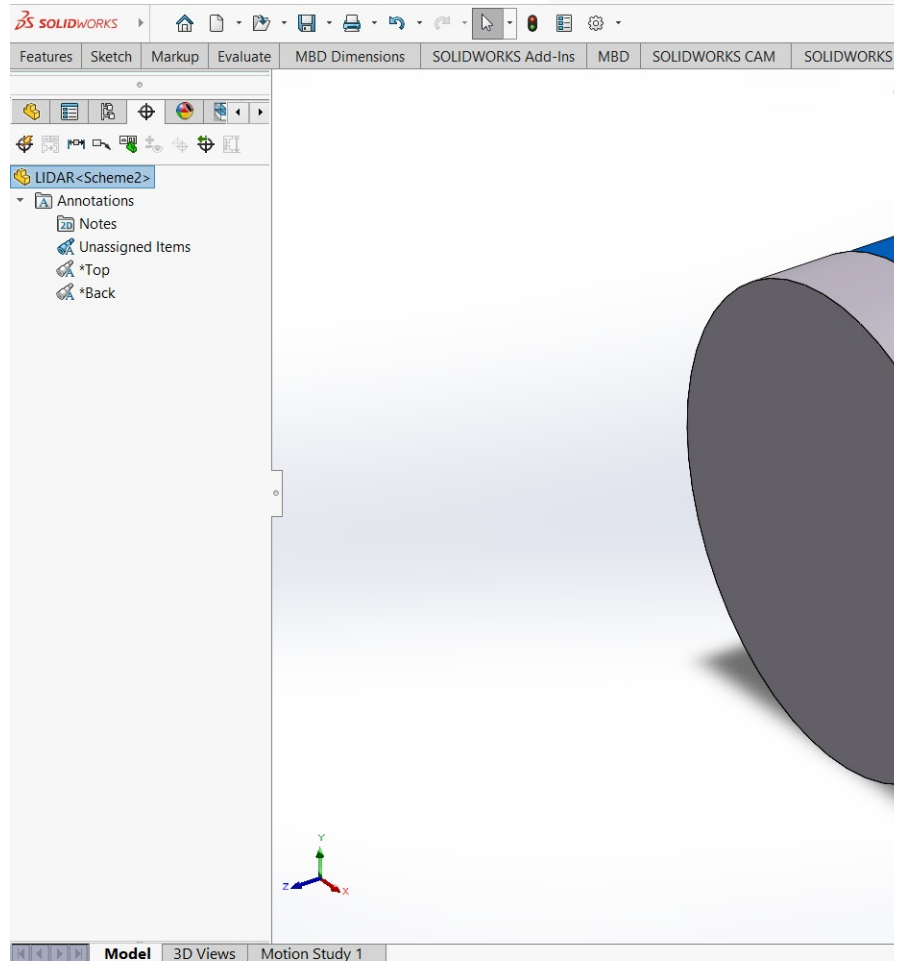 SOLIDWORKS
Features Sketch Markup Evaluate MBD Dimensions SOLIDWORKS Add-Ins MBD SOLIDWORKS CAM SOLIDWORKS
LIDAR<Scheme2>
A Annotations
2D Notes
Unassigned Items
*Top
*Back
Y
Z X
Model 3D Views Motion Study 1